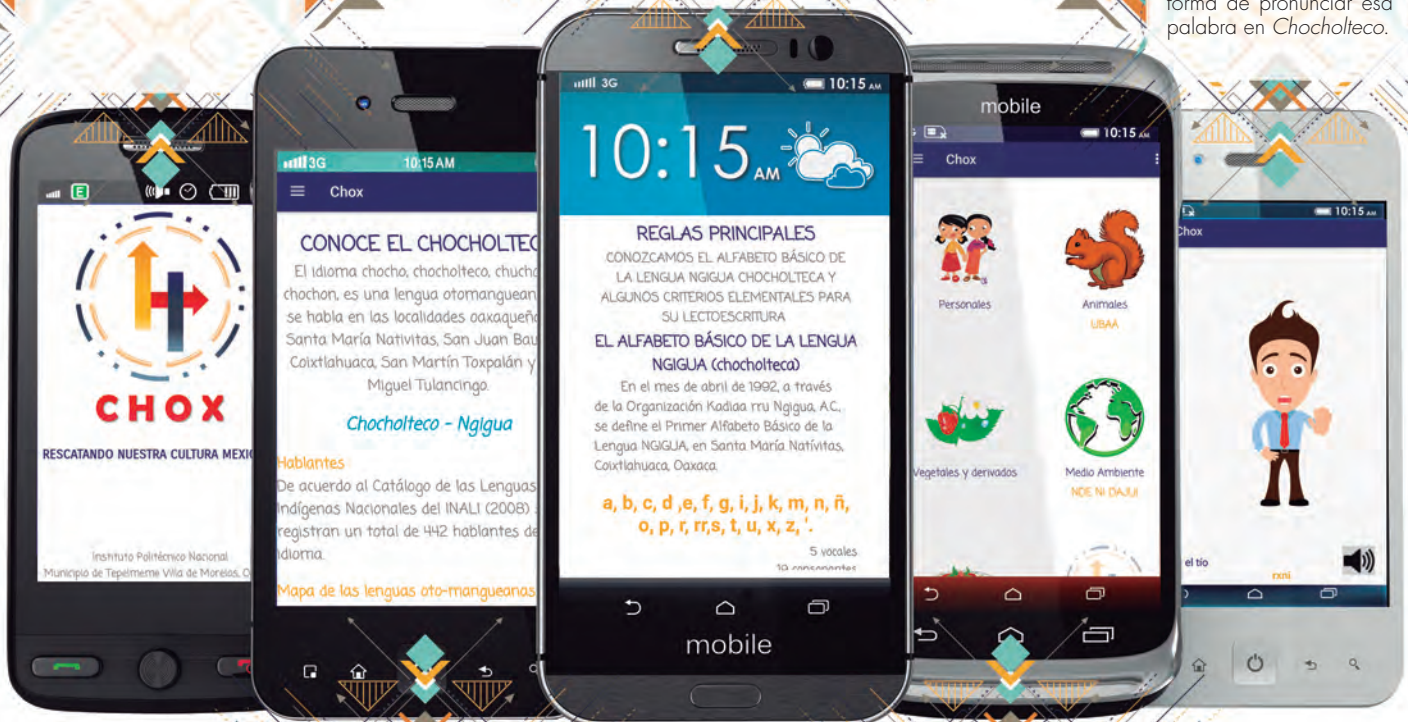 forma de pronunciar esa
palabra en Chocholteco.
E
CHOX
RESCATANDO NUESTRA CULTURA MEXIC
Instituto Politécnico Nacional
Municipio de Tepelmeme Villa de Morelos, O
3G 10:15 AM
Chox
CONOCE EL CHOCHOLTEC
El idioma chocho, chocholteco, chucho
chochon, es una lengua otomanguean
se habla en las localidades oaxaqueña
Santa María Nativitas, San Juan Bau
Coixtlahuaca, San Martín Toxpalán y
Miguel Tulancingo.
Chocholteco - Ngigua
Hablantes
De acuerdo al Catálogo de las Lenguas
Indígenas Nacionales del INALI (2008)
registran un total de 442 hablantes de
idioma.
Mapa de las lenguas oto-mangueanas
3G 10:15 AM
10:15 AM
REGLAS PRINCIPALES
CONOZCAMOS EL ALFABETO BÁSICO DE
LA LENGUA NGIGUA CHOCHOLTECA Y
ALGUNOS CRITERIOS ELEMENTALES PARA
SU LECTOESCRITURA
EL ALFABETO BÁSICO DE LA LENGUA
NGIGUA (chocholteca)
En el mes de abril de 1992, a través
de la Organización Kadiaa rru Ngigua, AC,
se define el Primer Alfabeto Básico de la
Lengua NGIGUA, en Santa María Natívitas,
Coixtlahuaca, Oaxaca.
a, b, c, d ,e, f, g, i, j, k, m, n, ñ,
o, p, r, rr,s, t, u, x, z, '.
5 vocales
19 consonantes
mobile
mobile
10:15 AM
Chox
Personales
Animales
UBAA
Vegetales y derivados
Medio Ambiente
NDE NI DAJUI
10:15 AM
Chox
el tío
rxni